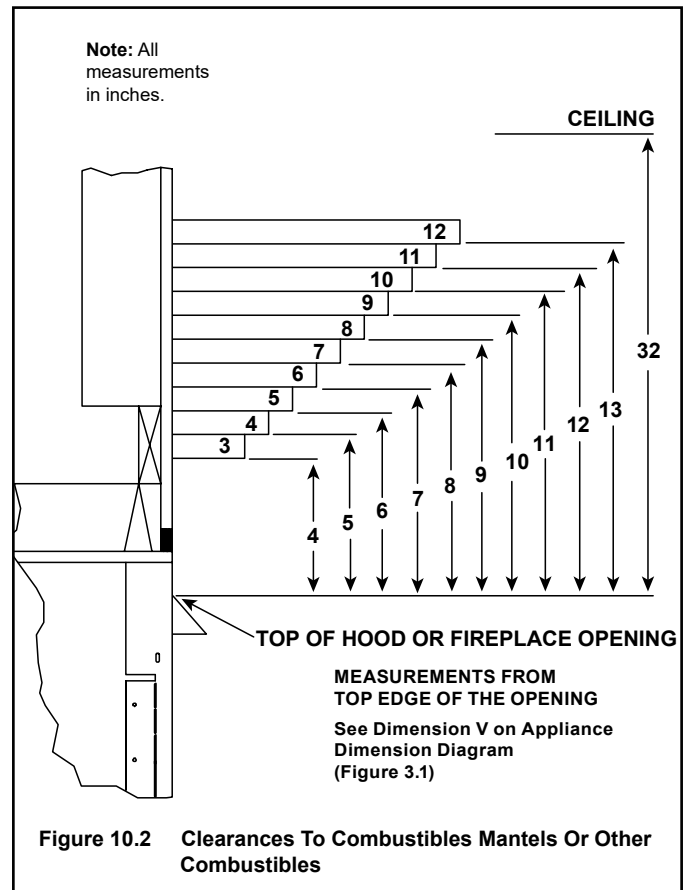 Note: All
measurements
in inches.
CEILING
12
11
10
9
8
7
6
5
4
3
4
5
6
7
8
9
10
11
12
13
32
TOP OF HOOD OR FIREPLACE OPENING
MEASUREMENTS FROM
TOP EDGE OF THE OPENING
See Dimension V on Appliance
Dimension Diagram
(Figure 3.1)
Figure 10.2 Clearances To Combustibles Mantels Or Other
Combustibles